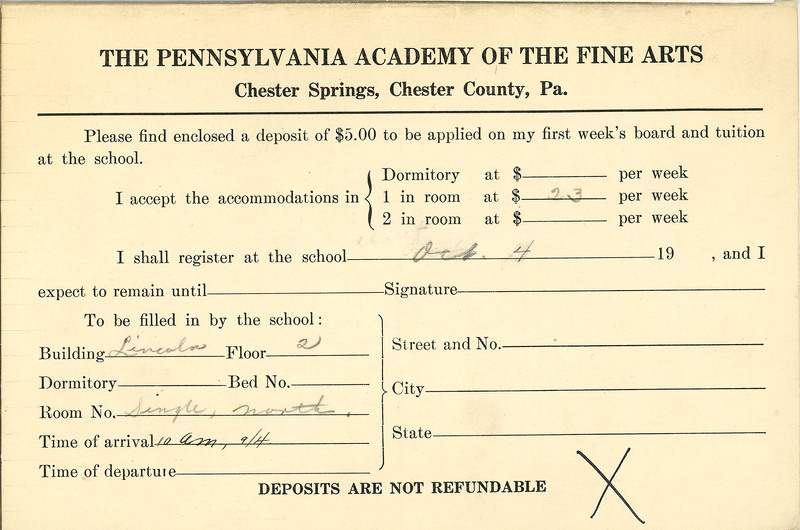 THE PENNSYLVANIA ACADEMY OF THE FINE ARTS
Chester Springs, Chester County, Pa.
Please find enclosed a deposit of $5.00 to be applied on my first week's board and tuition
at the school.
I accept the accommodations in
Dormitory at $ per week
1 in room at $ 23 per week
2 in room at $ per week
I shall register at the school Oct. 4 19 , and I
expect to remain until Signature
To be filled in by the school:
Building Lincoln Floor 2
Dormitory Bed No.
Room No. Single, north.
Time of arrival 10 am, 9/4
Time of departure
Street and No.
City
State
DEPOSITS ARE NOT REFUNDABLE
X